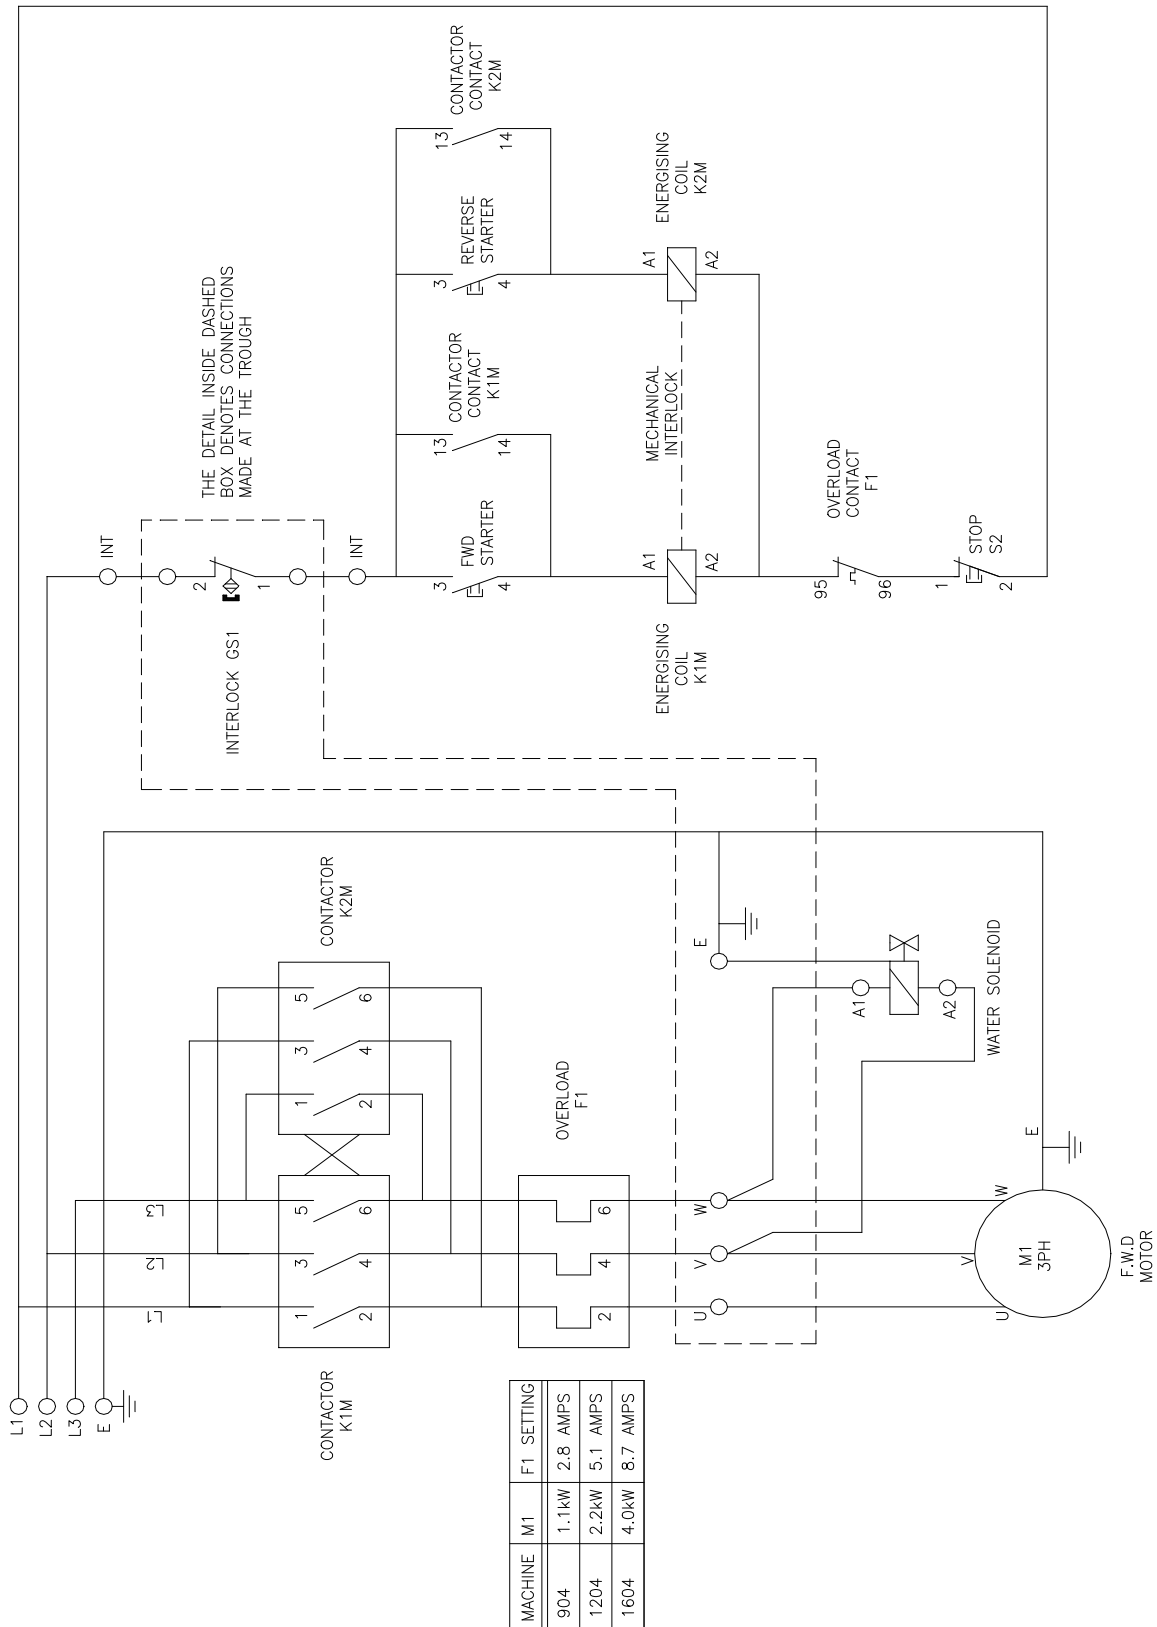 L1
L2
L3
E
L1
L2
L3
CONTACTOR
K1M
1
3
5
2
4
6
CONTACTOR
K2M
1
3
5
2
4
6
OVERLOAD
F1
2
4
6
U
V
W
U
V
W
M1
3PH
F.W.D
MOTOR
E
E
A1
A2
WATER SOLENOID
MACHINE M1 F1 SETTING
904 1.1kW 2.8 AMPS
1204 2.2kW 5.1 AMPS
1604 4.0kW 8.7 AMPS
THE DETAIL INSIDE DASHED
BOX DENOTES CONNECTIONS
MADE AT THE TROUGH
INT
2
1
INTERLOCK GS1
INT
3
4
FWD
STARTER
13
14
CONTACTOR
CONTACT
K1M
3
4
REVERSE
STARTER
13
14
CONTACTOR
CONTACT
K2M
ENERGISING
COIL
K1M
A1
A2
MECHANICAL
INTERLOCK
A1
A2
ENERGISING
COIL
K2M
95
96
OVERLOAD
CONTACT
F1
1
2
STOP
S2